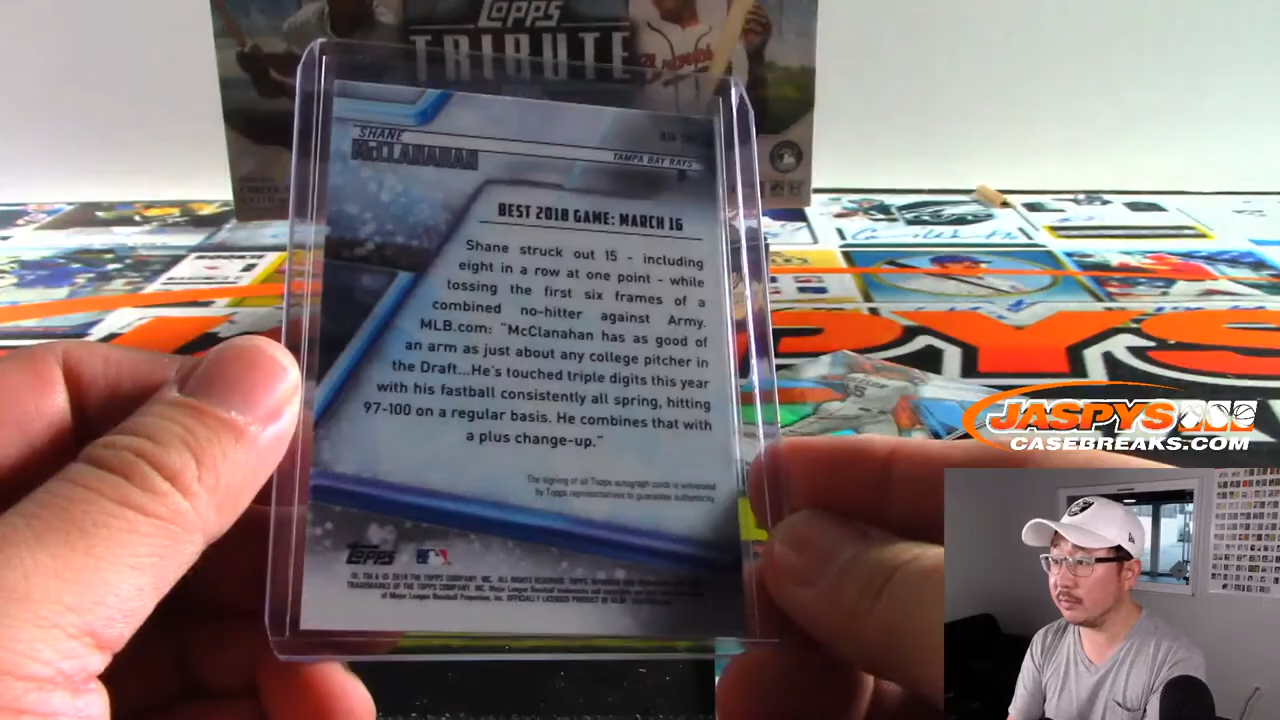 TOPPS
TRIBUTE
SHANE
McCLANAHAN
TAMPA BAY RAYS
BEST 2018 GAME: MARCH 16
Shane struck out 15 - including
eight in a row at one point - while
tossing the first six frames of a
combined no-hitter against Army.
MLB.com: "McClanahan has as good of
an arm as just about any college pitcher in
the Draft...He's touched triple digits this year
with his fastball consistently all spring, hitting
97-100 on a regular basis. He combines that with
a plus change-up."
The signing of all Topps autograph cards is witnessed
by Topps representatives to guarantee authenticity.
TOPPS
JASPYS
CASEBREAKS.COM